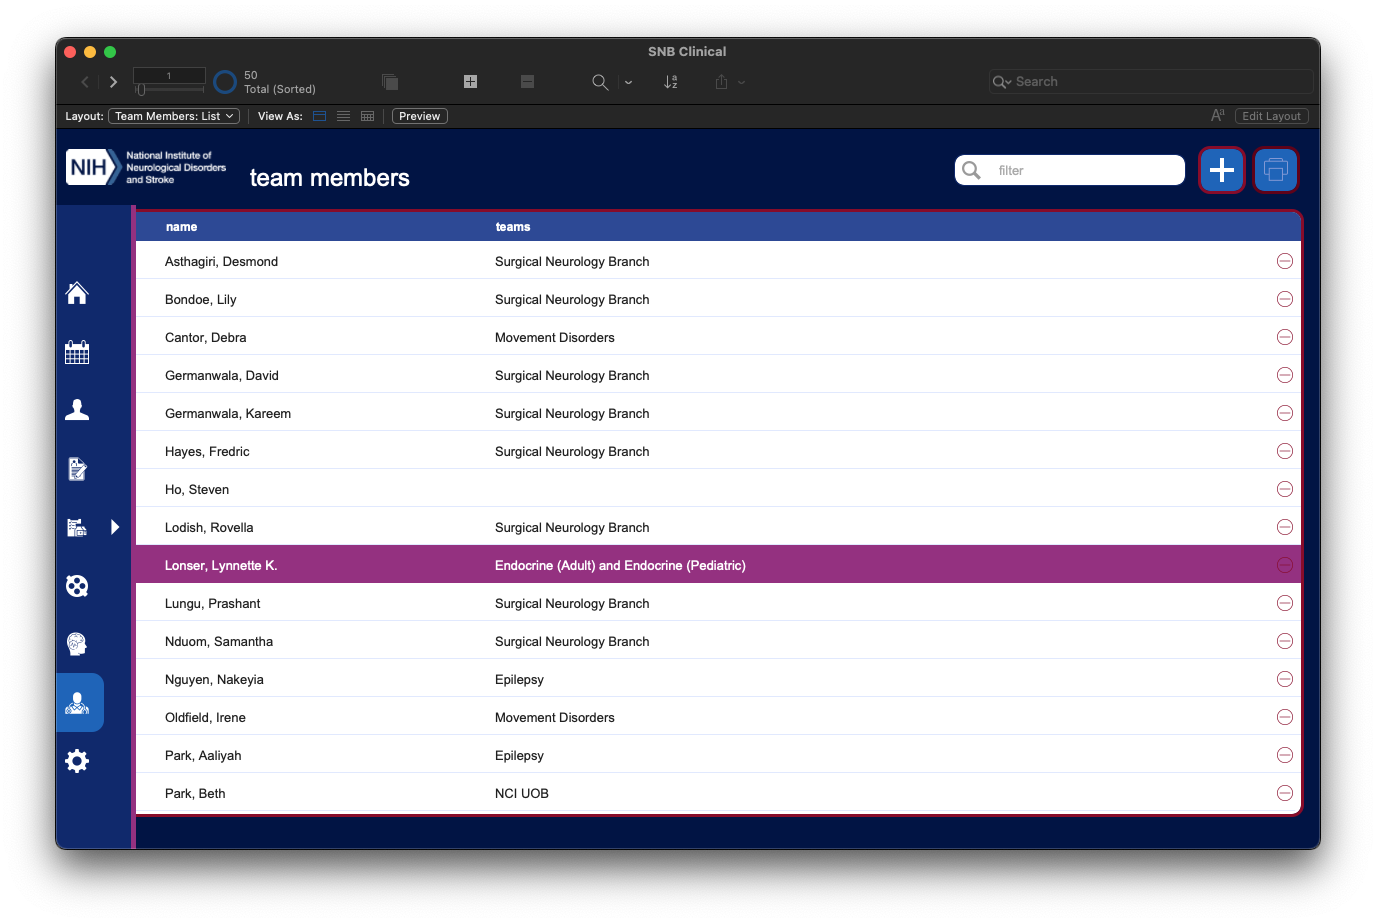 SNB Clinical
1
50
Total (Sorted)
Search
Layout: Team Members: List View As: Preview Aa Edit Layout
NIH
National Institute of
Neurological Disorders
and Stroke
team members
filter
name teams
Asthagiri, Desmond Surgical Neurology Branch
Bondoe, Lily Surgical Neurology Branch
Cantor, Debra Movement Disorders
Germanwala, David Surgical Neurology Branch
Germanwala, Kareem Surgical Neurology Branch
Hayes, Fredric Surgical Neurology Branch
Ho, Steven
Lodish, Rovella Surgical Neurology Branch
Lonser, Lynnette K. Endocrine (Adult) and Endocrine (Pediatric)
Lungu, Prashant Surgical Neurology Branch
Nduom, Samantha Surgical Neurology Branch
Nguyen, Nakeyia Epilepsy
Oldfield, Irene Movement Disorders
Park, Aaliyah Epilepsy
Park, Beth NCI UOB